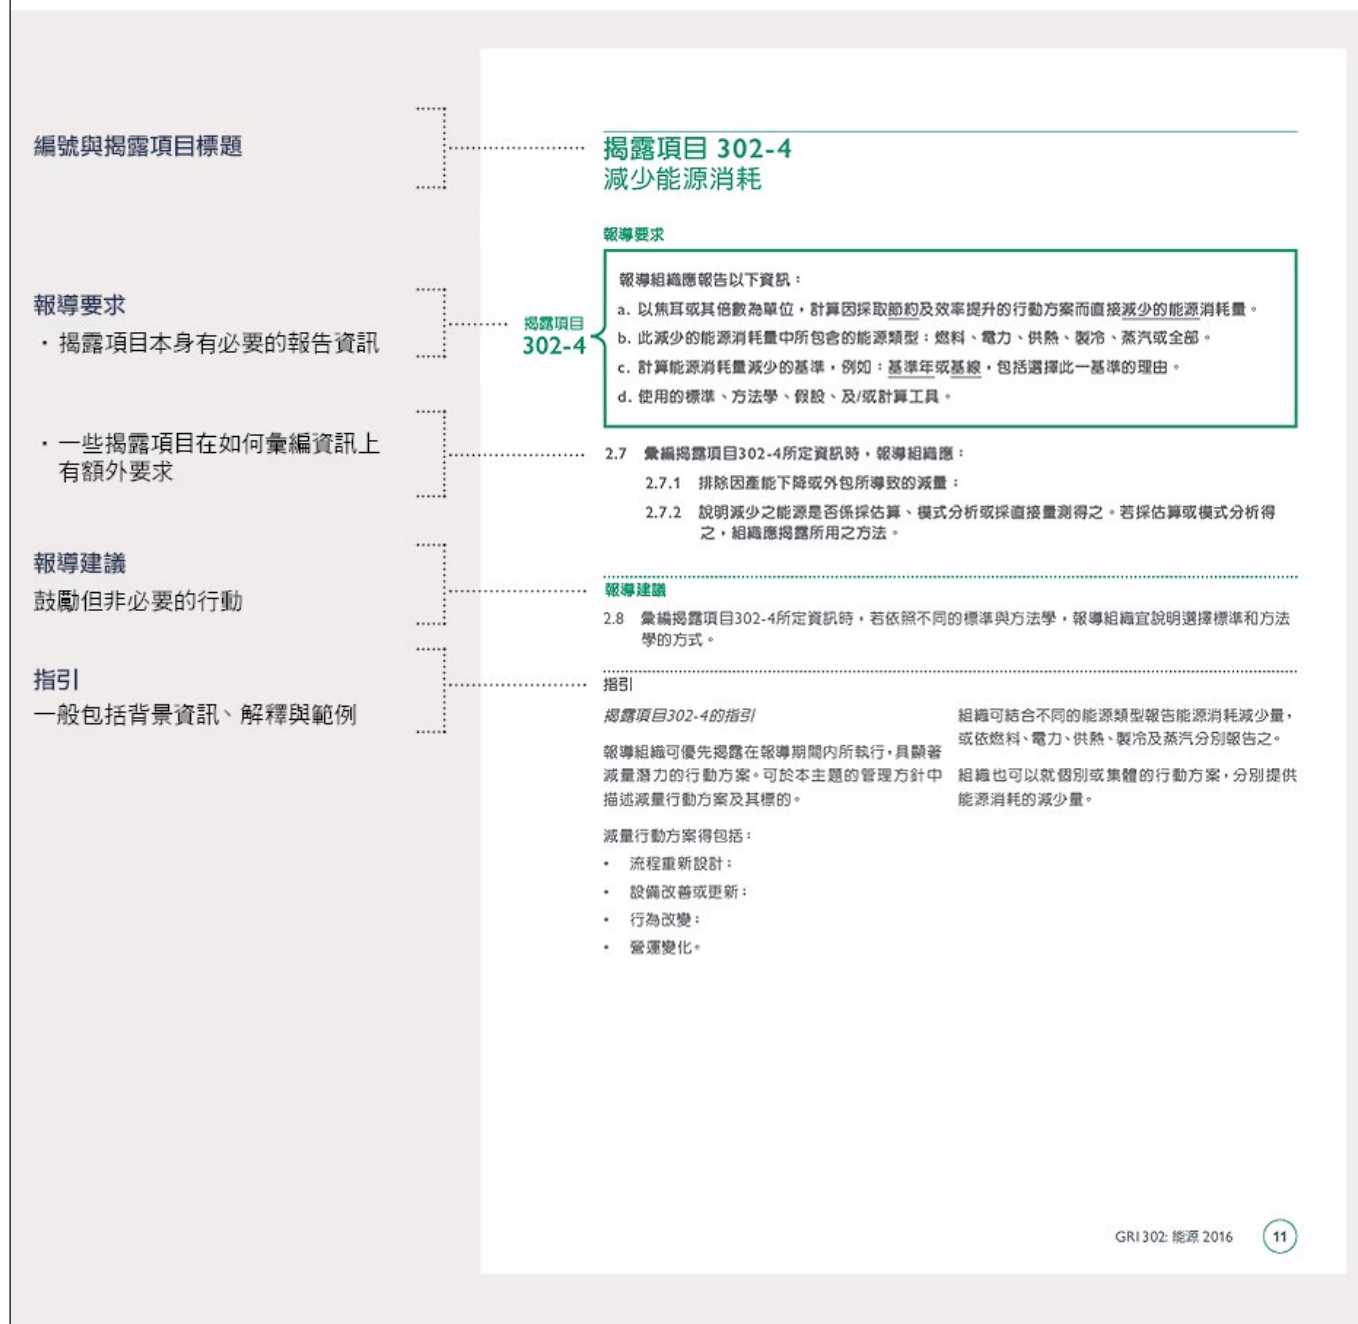 編號與揭露項目標題
報導要求
・揭露項目本身有必要的報告資訊
・一些揭露項目在如何彙編資訊上
有額外要求
報導建議
鼓勵但非必要的行動
指引
一般包括背景資訊、解釋與範例
揭露項目 302-4
減少能源消耗
報導要求
揭露項目
302-4
報導組織應報告以下資訊：
a. 以焦耳或其倍數為單位，計算因採取節約及效率提升的行動方案而直接減少的能源消耗量。
b. 此減少的能源消耗量中所包含的能源類型：燃料、電力、供熱、製冷、蒸汽或全部。
c. 計算能源消耗量減少的基準，例如：基準年或基線，包括選擇此一基準的理由。
d. 使用的標準、方法學、假設、及/或計算工具。
2.7 彙編揭露項目302-4所定資訊時，報導組織應：
2.7.1 排除因產能下降或外包所導致的減量；
2.7.2 說明減少之能源是否係採估算、模式分析或採直接量測得之。若採估算或模式分析得
之，組織應揭露所用之方法。
報導建議
2.8 彙編揭露項目302-4所定資訊時，若依照不同的標準與方法學，報導組織宜說明選擇標準和方法
學的方式。
指引
揭露項目302-4的指引
報導組織可優先揭露在報導期間內所執行，具顯著
減量潛力的行動方案。可於本主題的管理方針中
描述減量行動方案及其標的。
減量行動方案得包括：
• 流程重新設計；
• 設備改善或更新；
• 行為改變；
• 營運變化。
組織可結合不同的能源類型報告能源消耗減少量，
或依燃料、電力、供熱、製冷及蒸汽分別報告之。
組織也可以就個別或集體的行動方案，分別提供
能源消耗的減少量。
GRI 302: 能源 2016 11